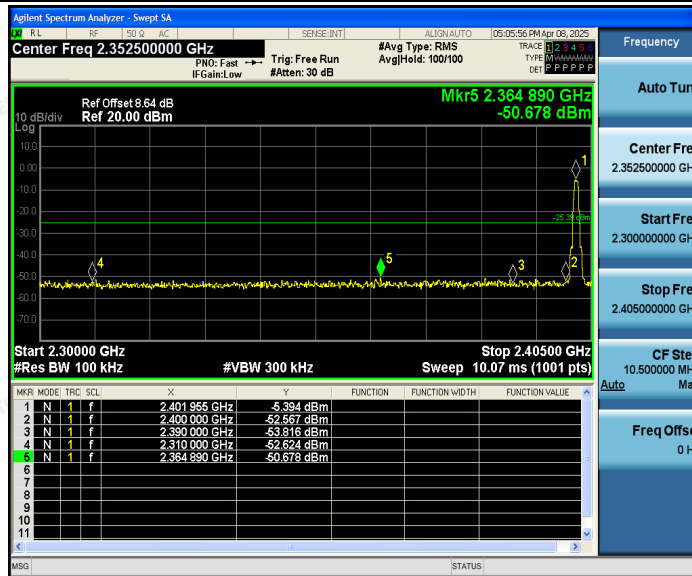 Agilent Spectrum Analyzer - Swept SA
LXI RL RF 50 Ω AC SENSE:INT ALIGNAUTO 05:05:56 PM Apr 08, 2025
Center Freq 2.352500000 GHz
PNO: Fast
IFGain:Low
Trig: Free Run
#Atten: 30 dB
#Avg Type: RMS
Avg|Hold: 100/100
TRACE 1 2 3 4 5 6
TYPE M W W W W W
DET P P P P P P
Mkr5 2.364 890 GHz
-50.678 dBm
Ref Offset 8.64 dB
10 dB/div Ref 20.00 dBm
Log
10.0
0.00
-10.0
-20.0
-30.0
-40.0
-50.0
-60.0
-70.0
-25.39 dBm
1
2
3
4
5
Start 2.30000 GHz Stop 2.40500 GHz
#Res BW 100 kHz #VBW 300 kHz Sweep 10.07 ms (1001 pts)
MKR MODE TRC SCL X Y FUNCTION FUNCTION WIDTH FUNCTION VALUE
1 N 1 f 2.401 955 GHz -5.394 dBm
2 N 1 f 2.400 000 GHz -52.567 dBm
3 N 1 f 2.390 000 GHz -53.816 dBm
4 N 1 f 2.310 000 GHz -52.624 dBm
5 N 1 f 2.364 890 GHz -50.678 dBm
6
7
8
9
10
11
MSG STATUS
Frequency
Auto Tun
Center Fre
2.352500000 GH
Start Fre
2.300000000 GH
Stop Fre
2.405000000 GH
CF Ste
10.500000 MH
Auto Ma
Freq Offse
0 H